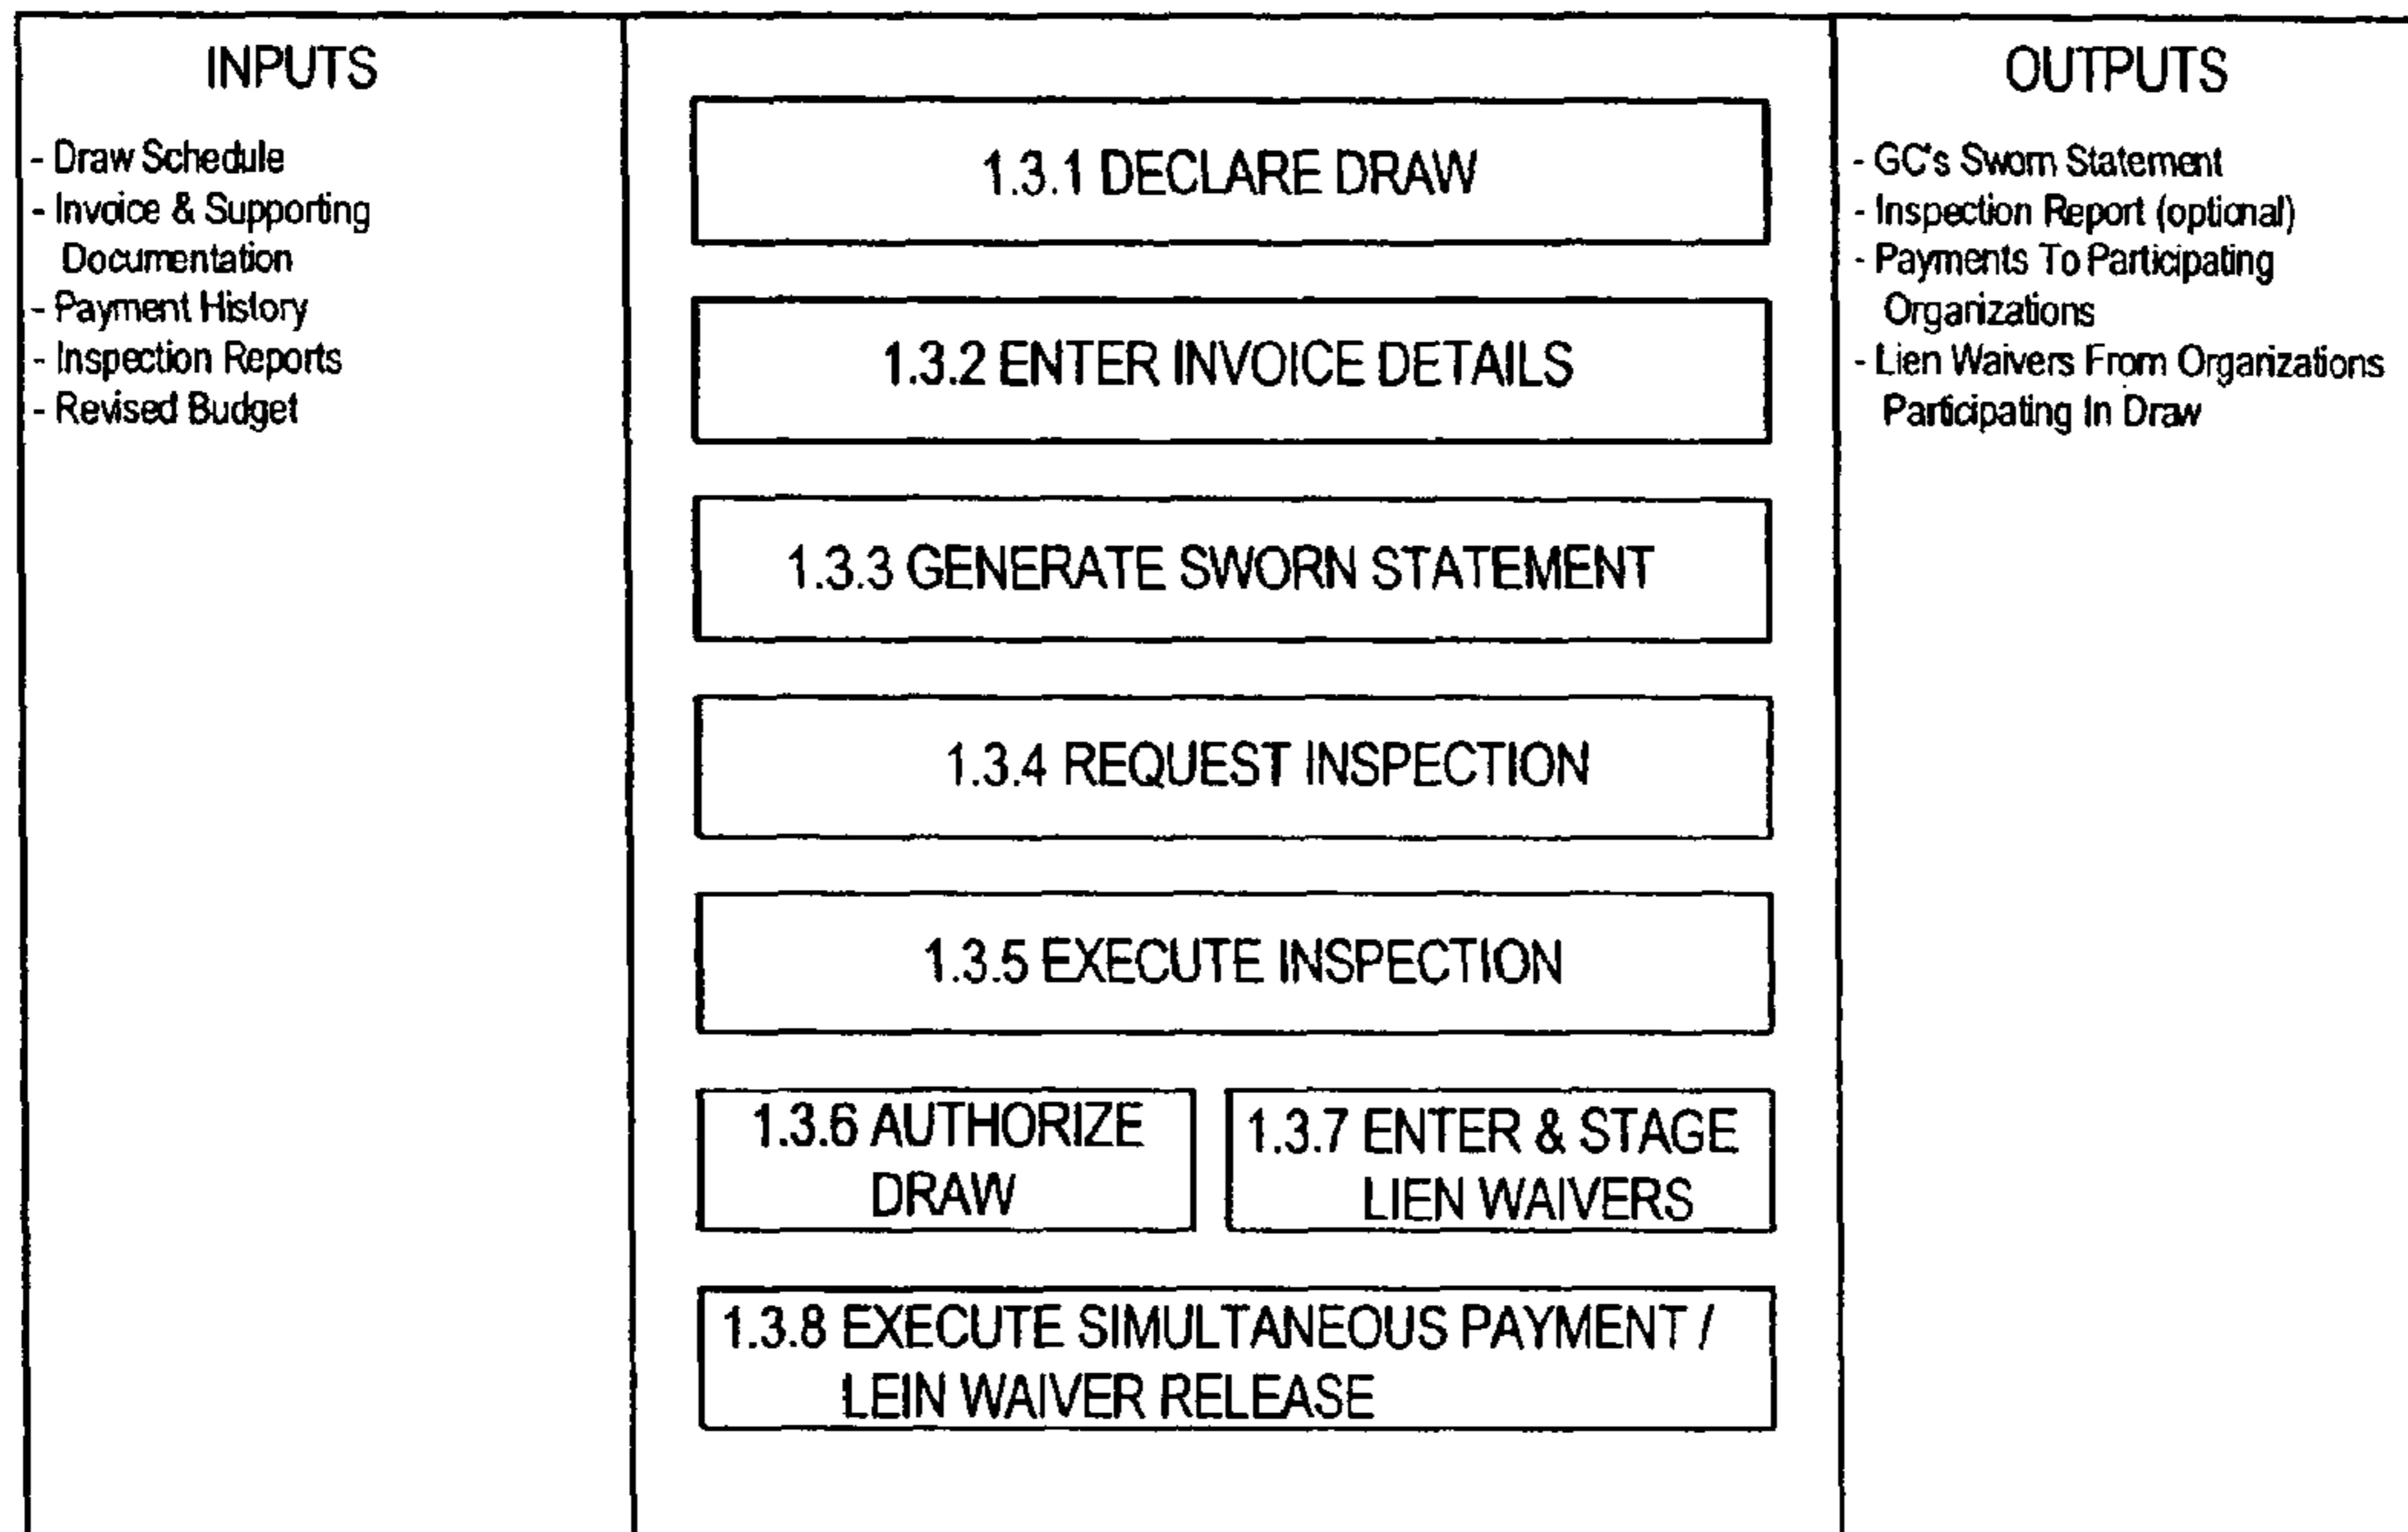 INPUTS
- Draw Schedule
- Invoice & Supporting
Documentation
- Payment History
- Inspection Reports
- Revised Budget
1.3.1 DECLARE DRAW
1.3.2 ENTER INVOICE DETAILS
1.3.3 GENERATE SWORN STATEMENT
1.3.4 REQUEST INSPECTION
1.3.5 EXECUTE INSPECTION
1.3.6 AUTHORIZE
DRAW
1.3.7 ENTER & STAGE
LIEN WAIVERS
1.3.8 EXECUTE SIMULTANEOUS PAYMENT /
LEIN WAIVER RELEASE
OUTPUTS
- GC's Sworn Statement
- Inspection Report (optional)
- Payments To Participating
Organizations
- Lien Waivers From Organizations
Participating In Draw